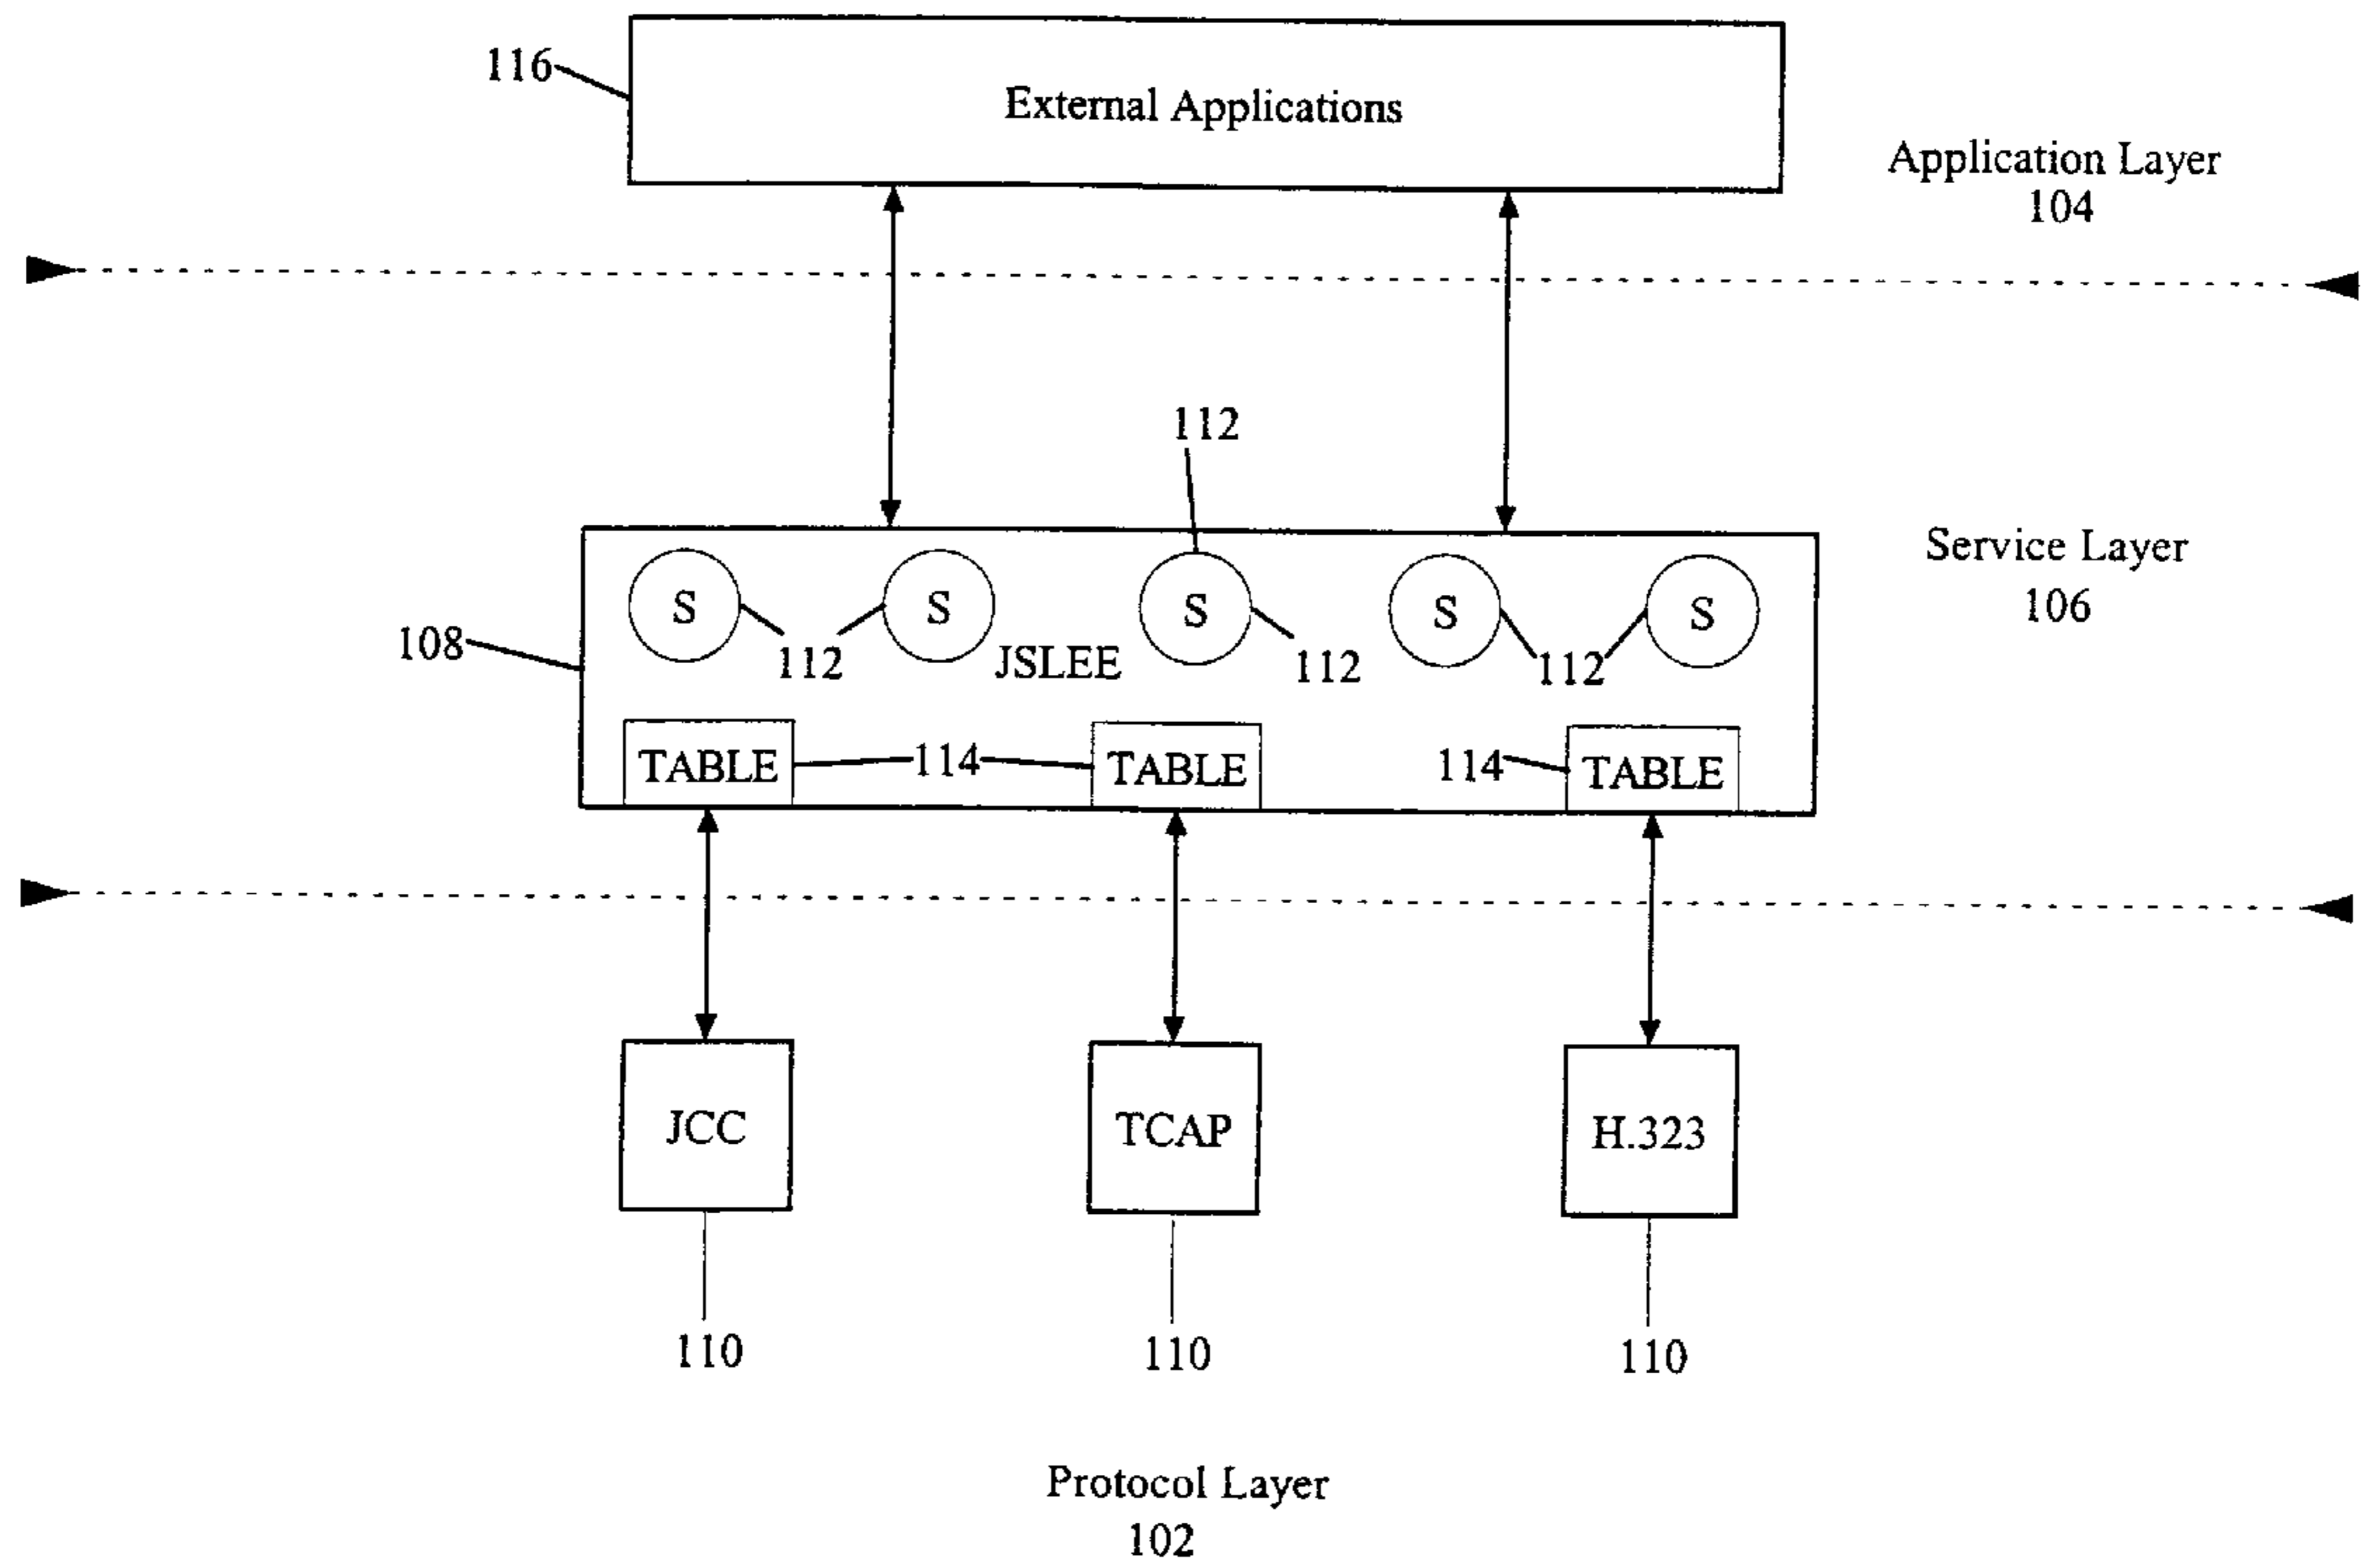 116
External Applications
Application Layer
104
112
Service Layer
106
S S S S S
108
112 JSLEE 112 112
TABLE 114 TABLE 114 TABLE
JCC TCAP H.323
110 110 110
Protocol Layer
102